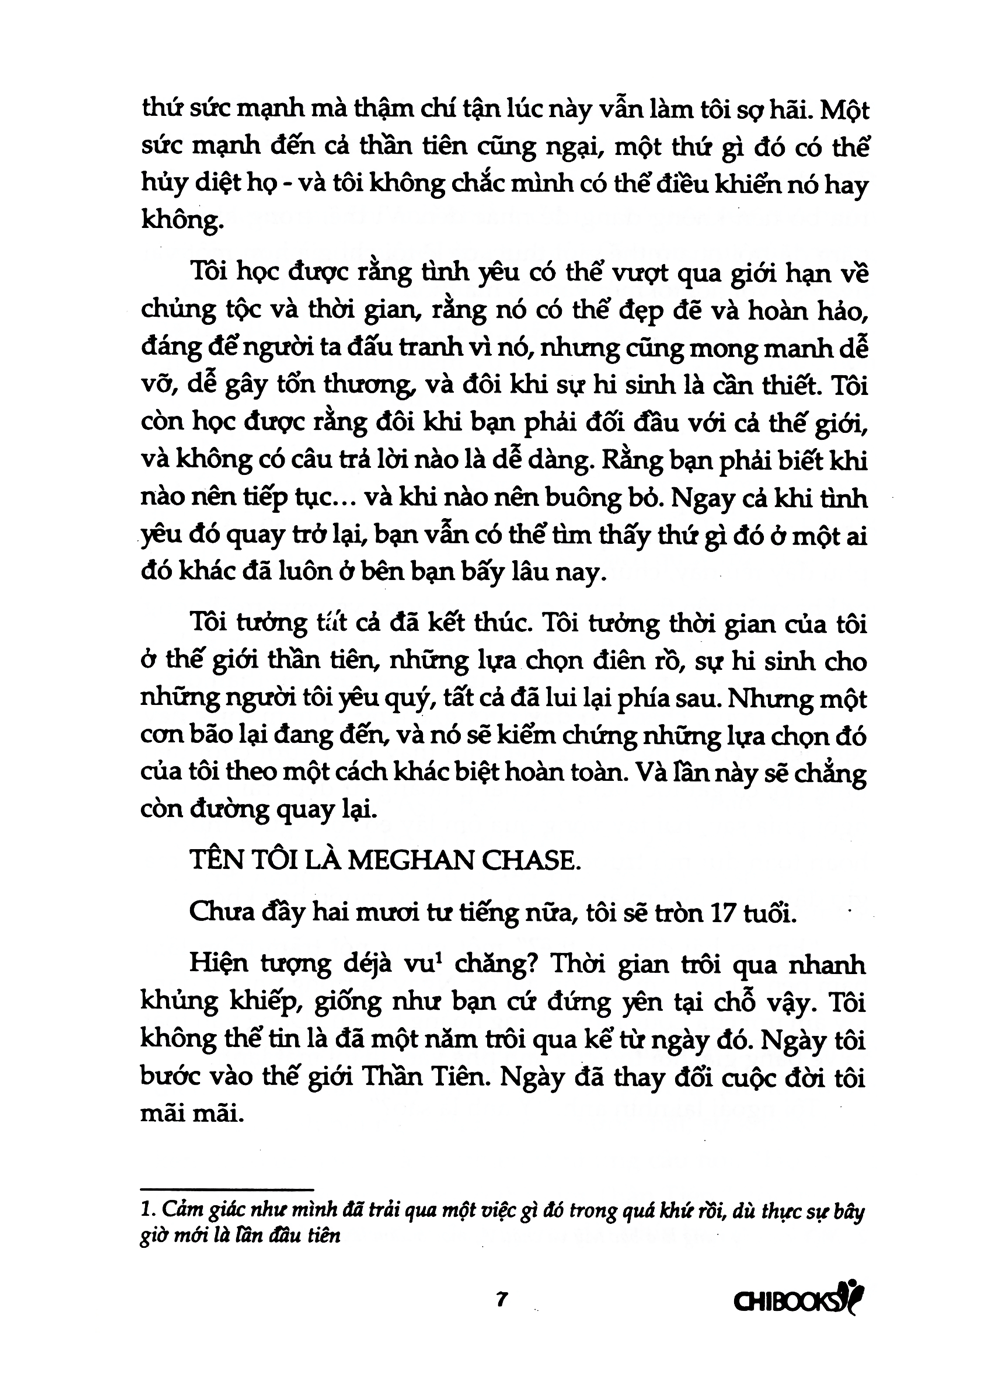 thứ sức mạnh mà thậm chí tận lúc này vẫn làm tôi sợ hãi. Một
sức mạnh đến cả thần tiên cũng ngại, một thứ gì đó có thể
hủy diệt họ - và tôi không chắc mình có thể điều khiển nó hay
không.
Tôi học được rằng tình yêu có thể vượt qua giới hạn về
chủng tộc và thời gian, rằng nó có thể đẹp đẽ và hoàn hảo,
đáng để người ta đấu tranh vì nó, nhưng cũng mong manh dễ
vỡ, dễ gây tổn thương, và đôi khi sự hi sinh là cần thiết. Tôi
còn học được rằng đôi khi bạn phải đối đầu với cả thế giới,
và không có câu trả lời nào là dễ dàng. Rằng bạn phải biết khi
nào nên tiếp tục... và khi nào nên buông bỏ. Ngay cả khi tình
yêu đó quay trở lại, bạn vẫn có thể tìm thấy thứ gì đó ở một ai
đó khác đã luôn ở bên bạn bấy lâu nay.
Tôi tưởng tất cả đã kết thúc. Tôi tưởng thời gian của tôi
ở thế giới thần tiên, những lựa chọn điên rồ, sự hi sinh cho
những người tôi yêu quý, tất cả đã lui lại phía sau. Nhưng một
cơn bão lại đang đến, và nó sẽ kiểm chứng những lựa chọn đó
của tôi theo một cách khác biệt hoàn toàn. Và lần này sẽ chẳng
còn đường quay lại.
TÊN TÔI LÀ MEGHAN CHASE.
Chưa đầy hai mươi tư tiếng nữa, tôi sẽ tròn 17 tuổi.
Hiện tượng déjà vu¹ chăng? Thời gian trôi qua nhanh
khủng khiếp, giống như bạn cứ đứng yên tại chỗ vậy. Tôi
không thể tin là đã một năm trôi qua kể từ ngày đó. Ngày tôi
bước vào thế giới Thần Tiên. Ngày đã thay đổi cuộc đời tôi
mãi mãi.
1. Cảm giác như mình đã trải qua một việc gì đó trong quá khứ rồi, dù thực sự bây
giờ mới là lần đầu tiên
7
CHIBOOKS